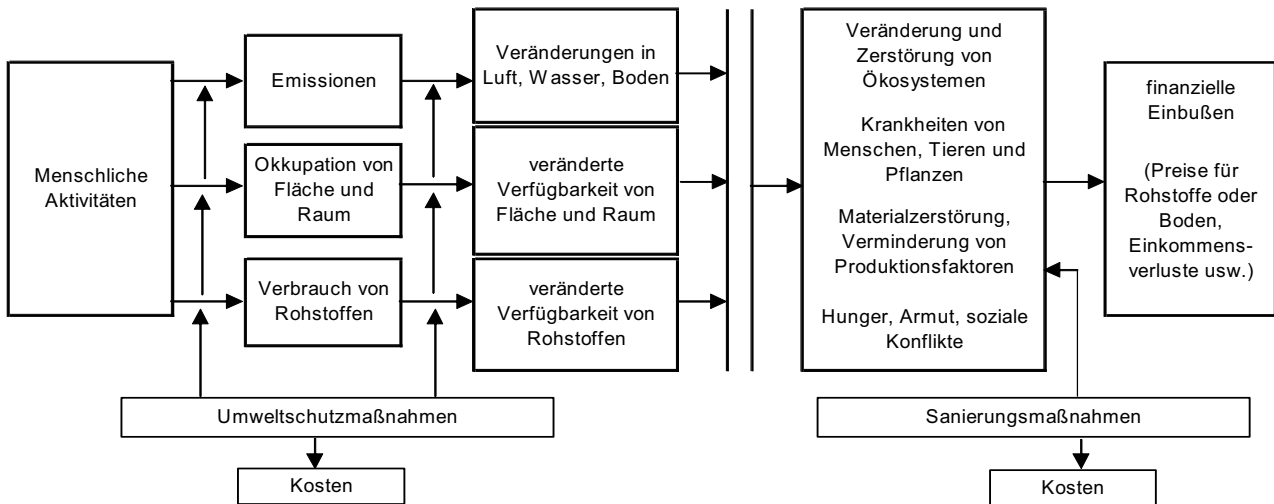 Menschliche
Aktivitäten
Emissionen
Okkupation von
Fläche und
Raum
Verbrauch von
Rohstoffen
Veränderungen in
Luft, Wasser, Boden
veränderte
Verfügbarkeit von
Fläche und Raum
veränderte
Verfügbarkeit von
Rohstoffen
Veränderung und
Zerstörung von
Ökosystemen
Krankheiten von
Menschen, Tieren und
Pflanzen
Materialzerstörung,
Verminderung von
Produktionsfaktoren
Hunger, Armut, soziale
Konflikte
finanzielle
Einbußen
(Preise für
Rohstoffe oder
Boden,
Einkommens-
verluste usw.)
Umweltschutzmaßnahmen
Kosten
Sanierungsmaßnahmen
Kosten